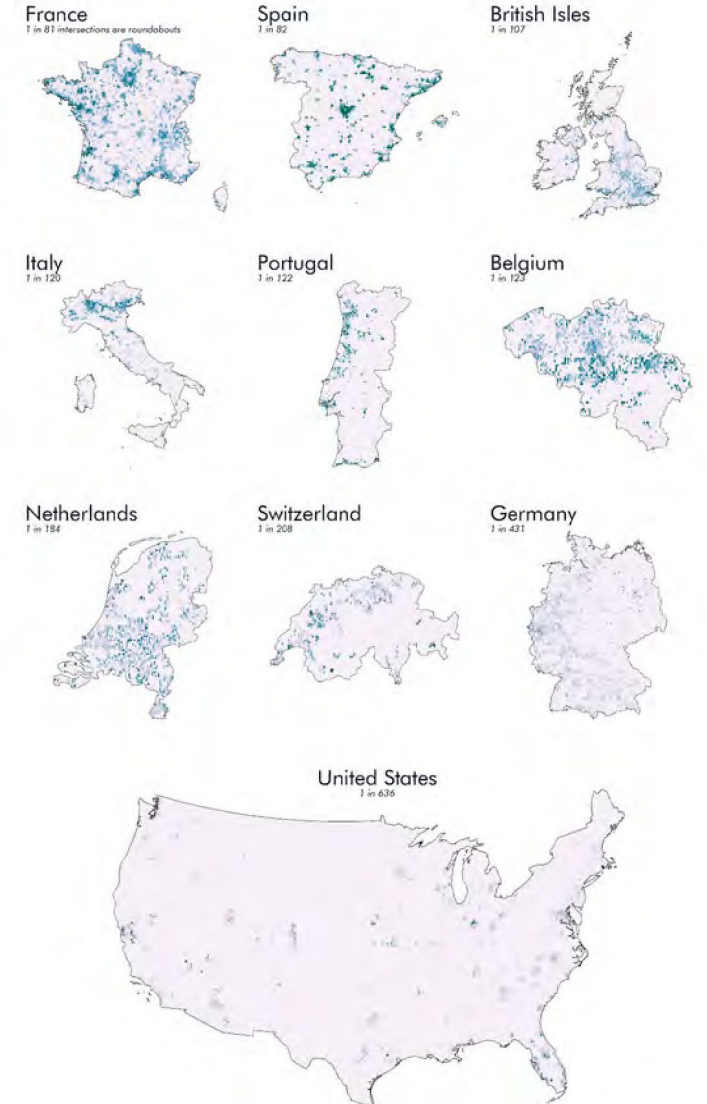 France
1 in 81 intersections are roundabouts
Spain
1 in 82
British Isles
1 in 107
Italy
1 in 120
Portugal
1 in 122
Belgium
1 in 123
Netherlands
1 in 184
Switzerland
1 in 208
Germany
1 in 431
United States
1 in 636